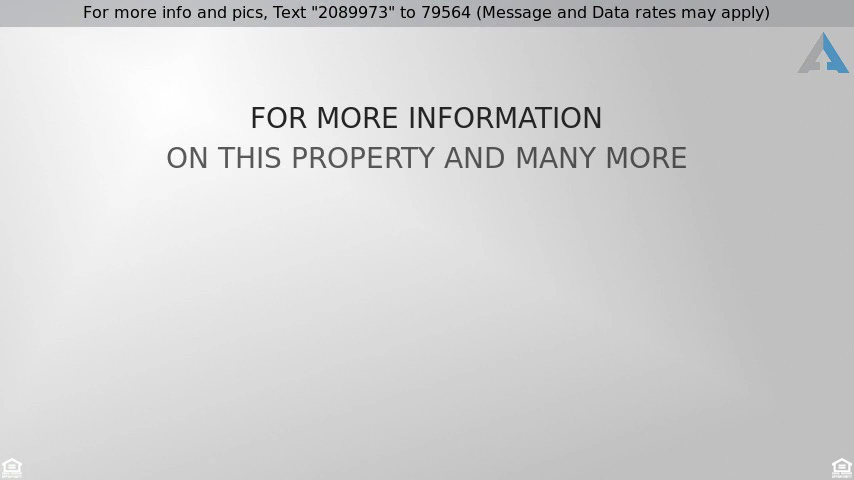 For more info and pics, Text "2089973" to 79564 (Message and Data rates may apply)
FOR MORE INFORMATION
ON THIS PROPERTY AND MANY MORE